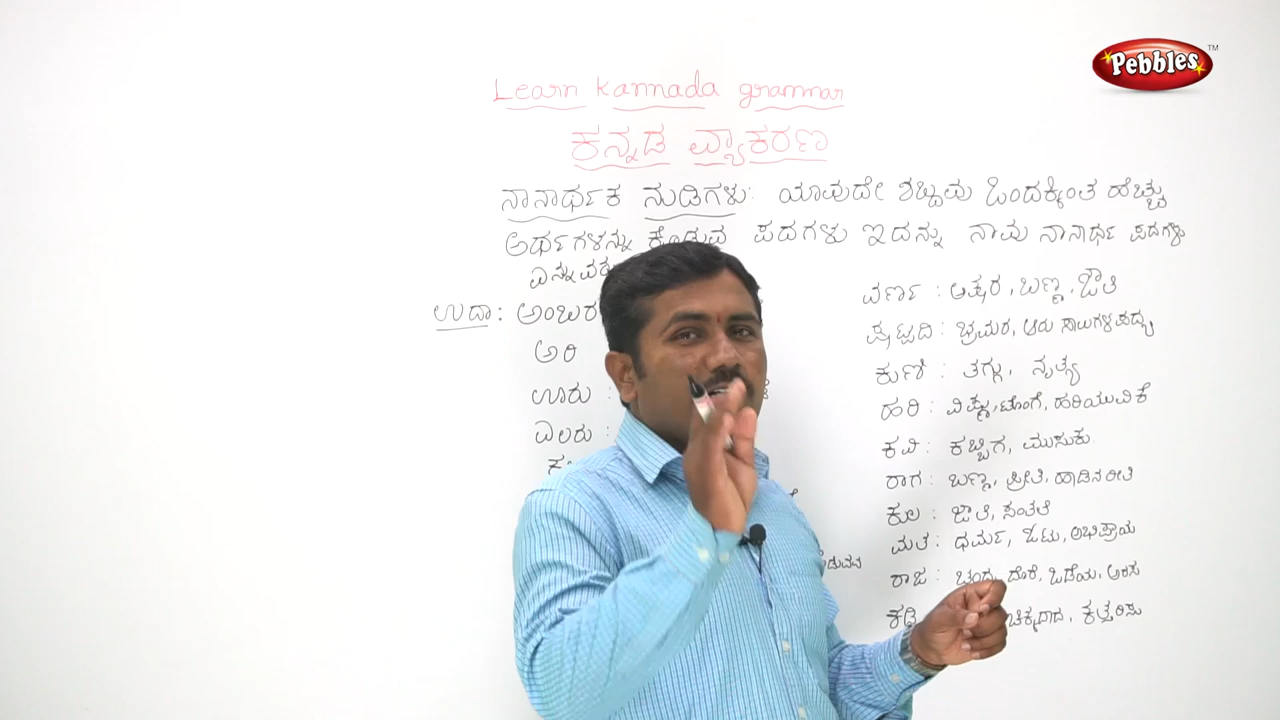 Pebbles TM
Learn kannada grammar
ಕನ್ನಡ ವ್ಯಾಕರಣ
ನಾನಾರ್ಥಕ ನುಡಿಗಳು: ಯಾವುದೇ ಶಬ್ದವು ಒಂದಕ್ಕಿಂತ ಹೆಚ್ಚು
ಅರ್ಥಗಳನ್ನು ಕೊಡುವ ಪದಗಳು ಇದನ್ನು ನಾವು ನಾನಾರ್ಥ ಪದಗಳು
ಉದಾ:
ಅರಿ
ಊರು :
ಎಲರು :
ವರ್ಣ : ಅಕ್ಷರ, ಬಣ್ಣ, ಜಾತಿ
ಷಟ್ಪದಿ : ಭ್ರಮರ, ಆರು ಸಾಲುಗಳ ಪದ್ಯ
ಕುಣಿ : ತಗ್ಗು, ನೃತ್ಯ
ಹರಿ : ವಿಷ್ಣು, ಹರಿಯುವಿಕೆ
ಕವಿ : ಕಬ್ಬಿಗ, ಮುಸುಕು.
ರಾಗ : ಬಣ್ಣ, ಪ್ರೀತಿ, ಹಾಡಿನ ರೀತಿ
ಕುಲ : ಜಾತಿ, ಸಂತತಿ
ಮತ : ಧರ್ಮ, ಓಟು, ಅಭಿಪ್ರಾಯ
ರಾಜ : ಚಂದ್ರ, ದೊರೆ, ಒಡೆಯ, ಅರಸ
ಕಡಿ ಚಿಕ್ಕದಾದ, ಕತ್ತರಿಸು